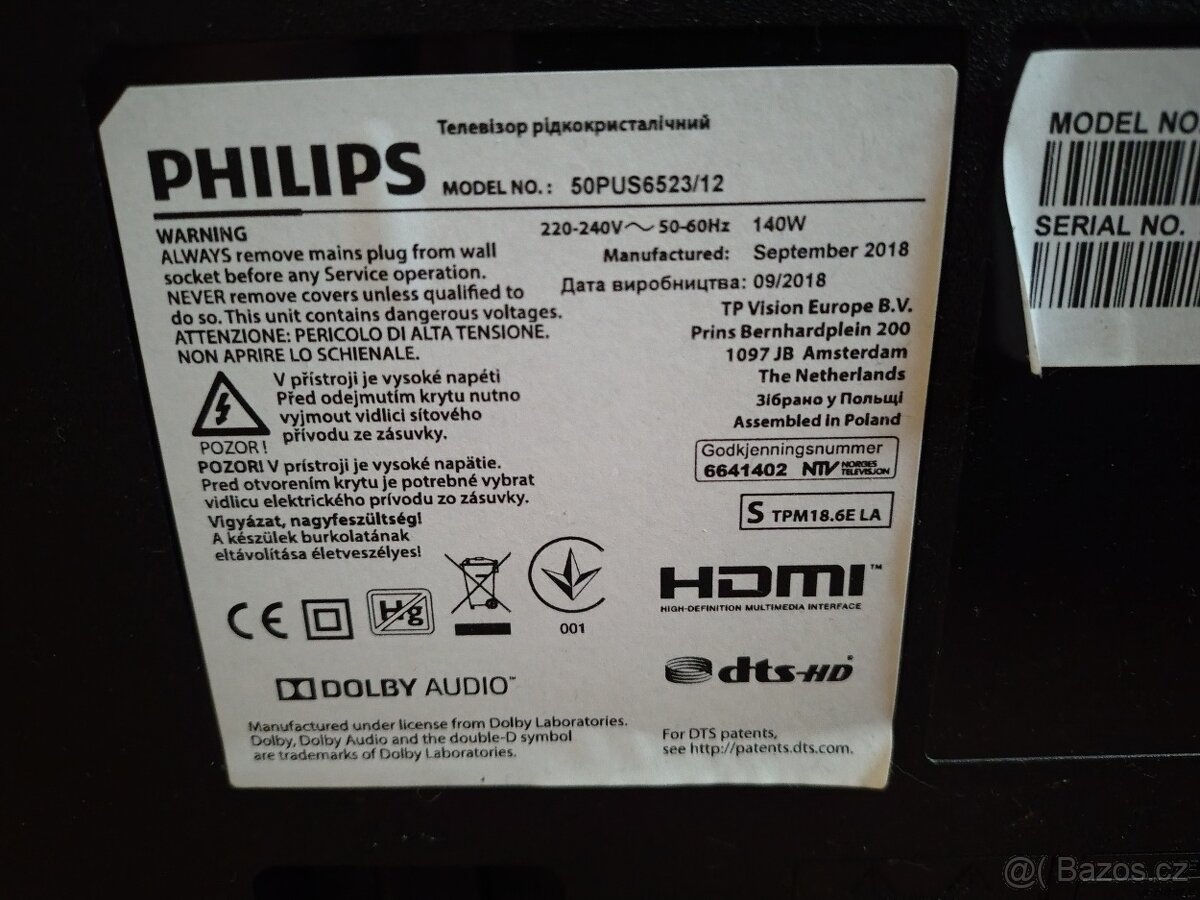 Телевізор рідкокристалічний
PHILIPS MODEL NO.: 50PUS6523/12
WARNING
ALWAYS remove mains plug from wall
socket before any Service operation.
NEVER remove covers unless qualified to
do so. This unit contains dangerous voltages.
ATTENZIONE: PERICOLO DI ALTA TENSIONE.
NON APRIRE LO SCHIENALE.
V přístroji je vysoké napétí
Před odejmutím krytu nutno
vyjmout vidlici sítového
přívodu ze zásuvky.
POZOR !
POZOR! V prístroji je vysoké napätie.
Pred otvorením krytu je potrebné vybrat
vidlicu elektrického prívodu zo zásuvky.
Vigyázat, nagyfeszültség!
A készülek burkolatának
eltávolítása életveszélyes!
220-240V~ 50-60Hz 140W
Manufactured: September 2018
Дата виробництва: 09/2018
TP Vision Europe B.V.
Prins Bernhardplein 200
1097 JB Amsterdam
The Netherlands
Зібрано у Польщі
Assembled in Poland
Godkjenningsnummer
6641402 NTV NORGES TELEVISJON
S TPM18.6E LA
CE
Hg
001
HDMI™
HIGH-DEFINITION MULTIMEDIA INTERFACE
DOLBY AUDIO™
dts-HD®
Manufactured under license from Dolby Laboratories.
Dolby, Dolby Audio and the double-D symbol
are trademarks of Dolby Laboratories.
For DTS patents,
see http://patents.dts.com.
MODEL NO
SERIAL NO.
@( Bazoš.cz